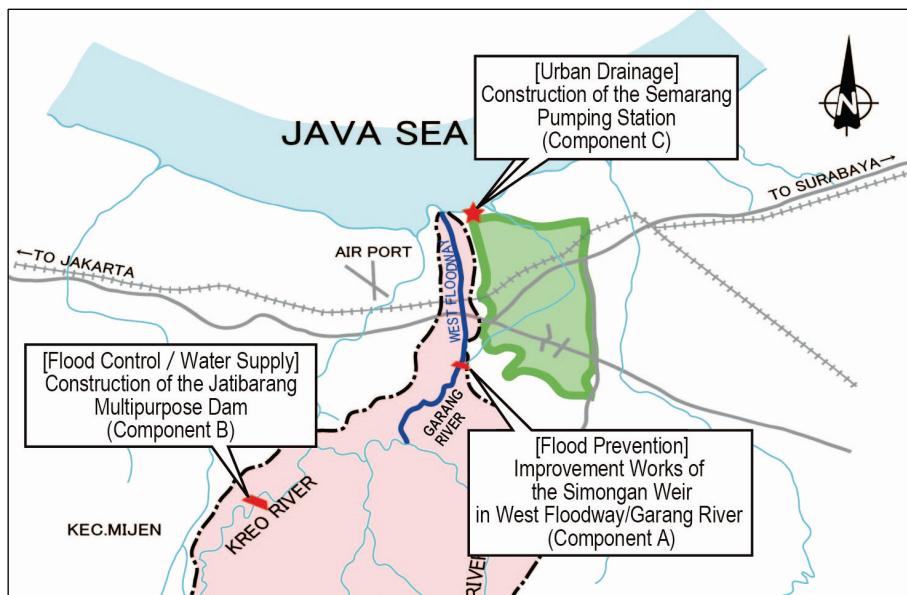 [Urban Drainage]
Construction of the Semarang
Pumping Station
(Component C)
N
JAVA SEA
TO SURABAYA→
←TO JAKARTA
AIR PORT
WEST FLOODWAY
[Flood Control / Water Supply]
Construction of the Jatibarang
Multipurpose Dam
(Component B)
GARANG
RIVER
[Flood Prevention]
Improvement Works of
the Simongan Weir
in West Floodway/Garang River
(Component A)
KREO RIVER
KEC.MIJEN
RIVER